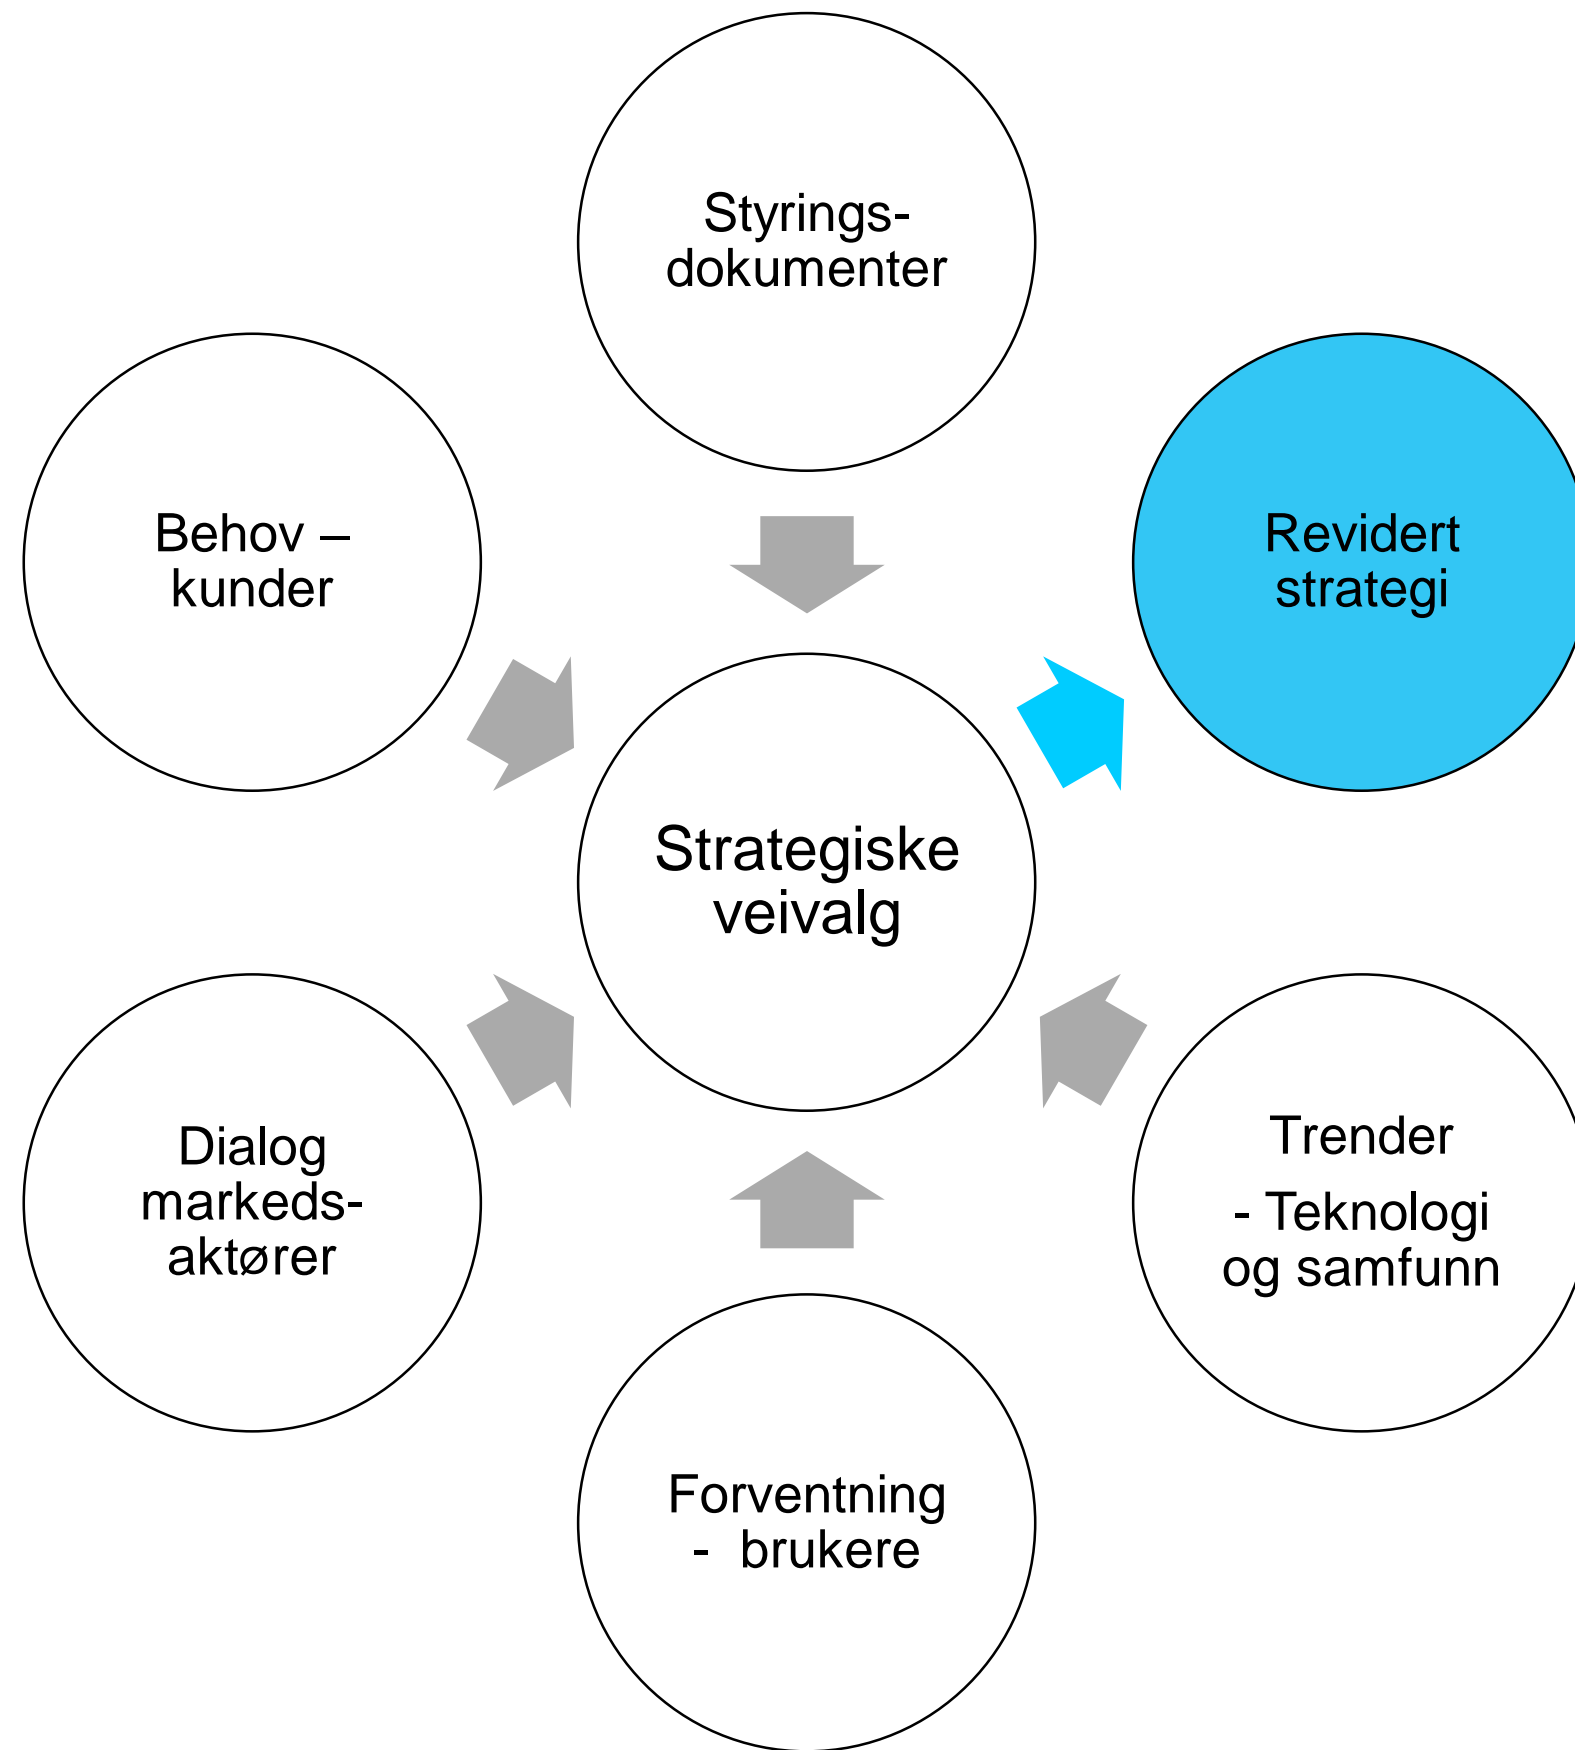 Styrings-
dokumenter
Behov –
kunder
Revidert
strategi
Strategiske
veivalg
Dialog
markeds-
aktører
Trender
- Teknologi
og samfunn
Forventning
-  brukere